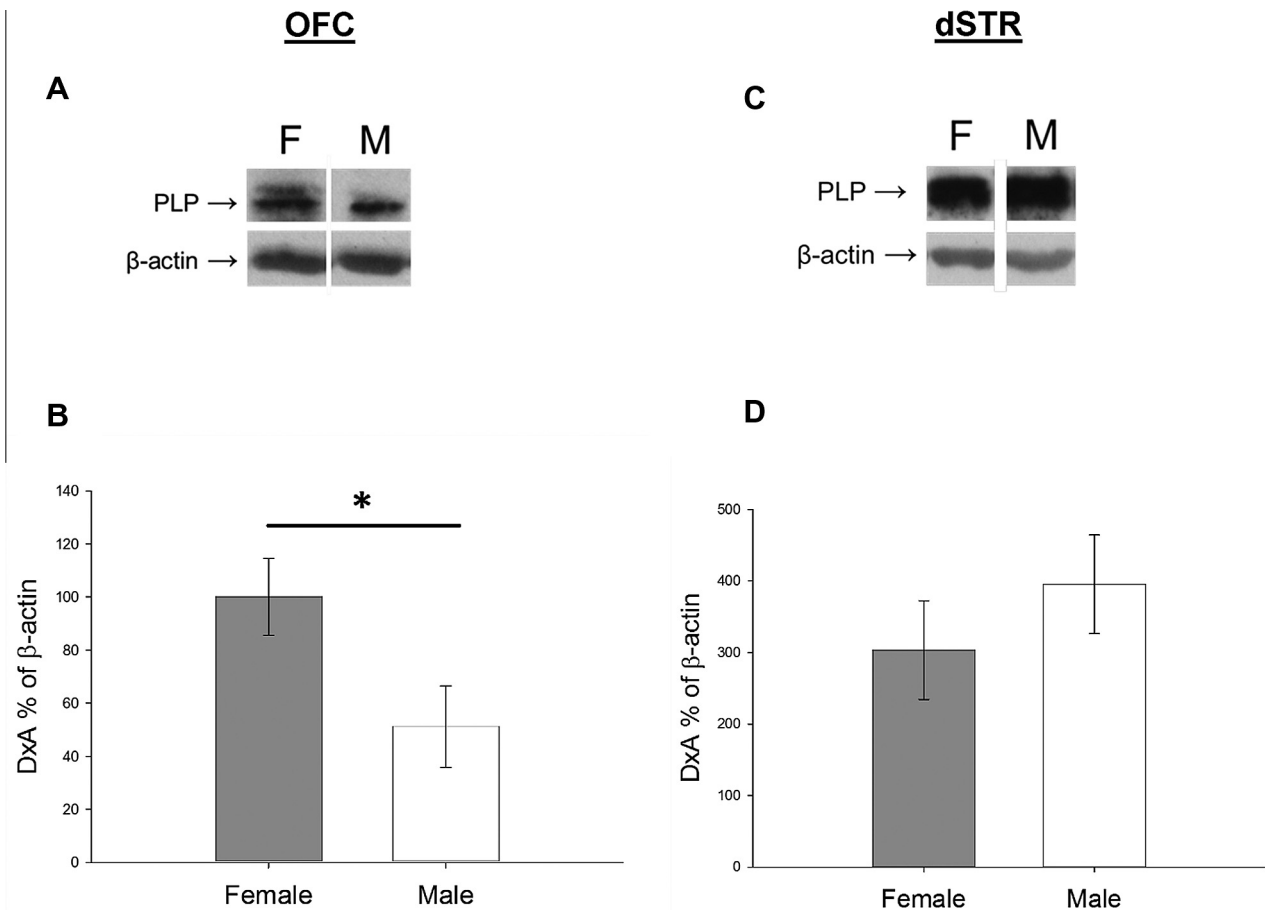 OFC
dSTR
A
C
F M
F M
PLP →
PLP →
β-actin →
β-actin →
B
D
140
120
100
80
60
40
20
0
DxA % of β-actin
*
Female Male
500
400
300
200
100
0
DxA % of β-actin
Female Male